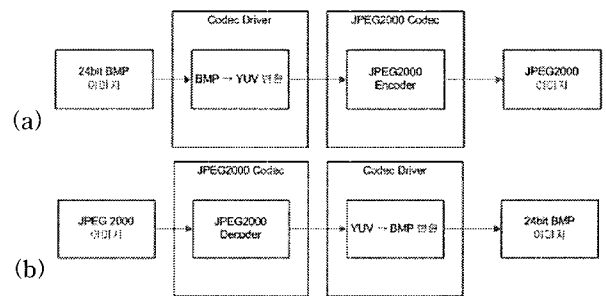 Codec Driver
JPEG2000 Codec
24bit BMP
이미지
BMP → YUV 변환
JPEG2000
Encoder
JPEG2000
이미지
(a)
JPEG2000 Codec
Codec Driver
JPEG 2000
이미지
JPEG2000
Decoder
YUV → BMP 변환
24bit BMP
이미지
(b)